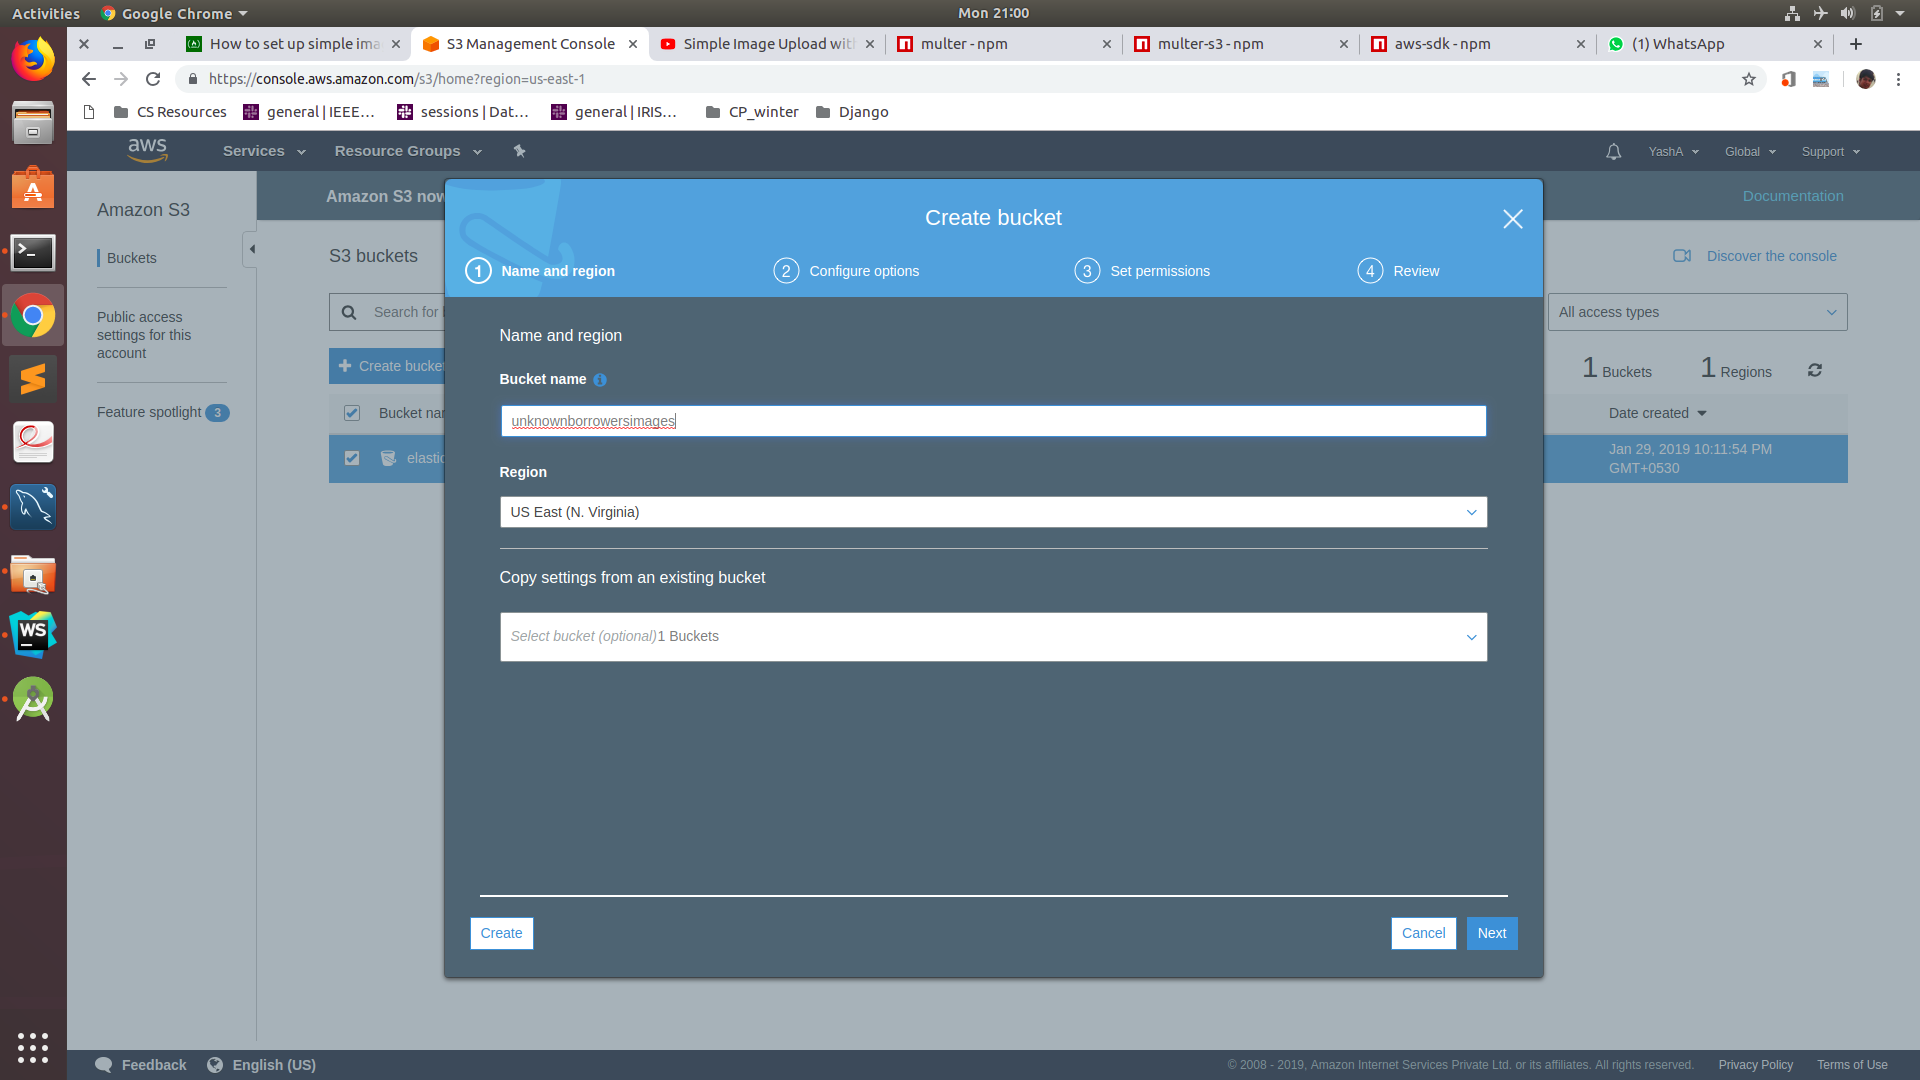 Activities
Google Chrome
Mon 21:00
How to set up simple ima
S3 Management Console
Simple Image Upload wit
multer - npm
multer-s3 - npm
aws-sdk - npm
(1) WhatsApp
https://console.aws.amazon.com/s3/home?region=us-east-1
CS Resources
general | IEEE...
sessions | Dat...
general | IRIS...
CP_winter
Django
aws
Services
Resource Groups
YashA
Global
Support
Amazon S3
Amazon S3 now
Documentation
Buckets
Public access
settings for this
account
Feature spotlight 3
S3 buckets
Discover the console
Search for
All access types
Create bucket
1 Buckets
1 Regions
Bucket nam
Date created
elastic
Jan 29, 2019 10:11:54 PM
GMT+0530
Create bucket
1 Name and region
2 Configure options
3 Set permissions
4 Review
Name and region
Bucket name
unknownborrowersimages
Region
US East (N. Virginia)
Copy settings from an existing bucket
Select bucket (optional)1 Buckets
Create
Cancel
Next
WS
Feedback
English (US)
© 2008 - 2019, Amazon Internet Services Private Ltd. or its affiliates. All rights reserved.
Privacy Policy
Terms of Use